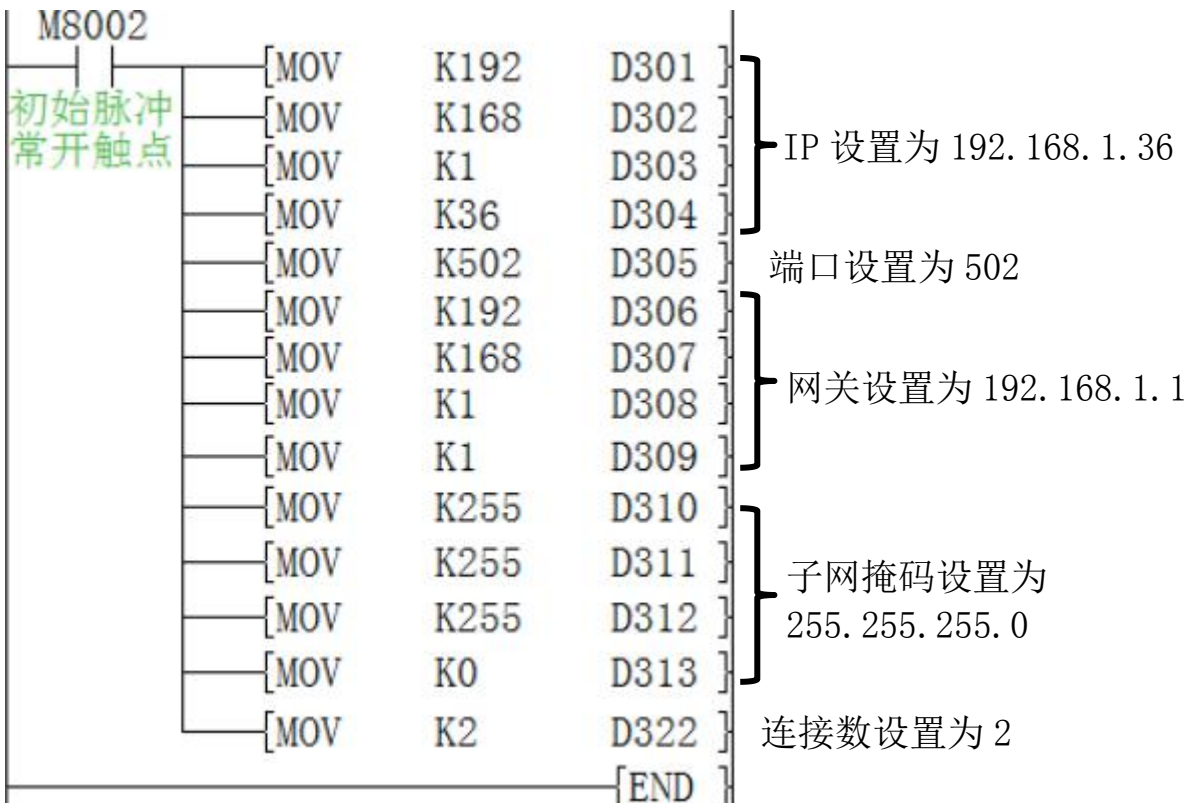 M8002
[MOV K192 D301 ]
初始脉冲
常开触点
[MOV K168 D302 ]
[MOV K1 D303 ]
[MOV K36 D304 ]
IP 设置为 192.168.1.36
[MOV K502 D305 ]
端口设置为 502
[MOV K192 D306 ]
[MOV K168 D307 ]
[MOV K1 D308 ]
[MOV K1 D309 ]
网关设置为 192.168.1.1
[MOV K255 D310 ]
[MOV K255 D311 ]
[MOV K255 D312 ]
[MOV K0 D313 ]
子网掩码设置为
255.255.255.0
[MOV K2 D322 ]
连接数设置为 2
[END ]